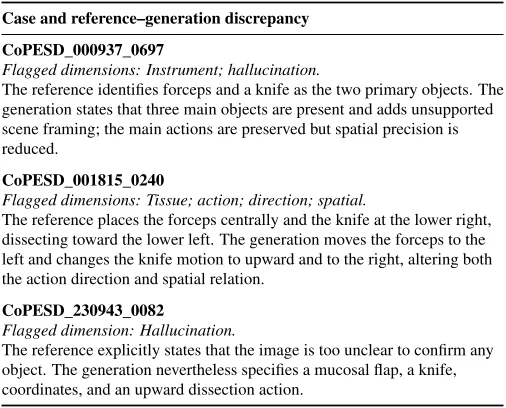 Case and reference–generation discrepancy
CoPESD_000937_0697
Flagged dimensions: Instrument; hallucination.
The reference identifies forceps and a knife as the two primary objects. The
generation states that three main objects are present and adds unsupported
scene framing; the main actions are preserved but spatial precision is
reduced.
CoPESD_001815_0240
Flagged dimensions: Tissue; action; direction; spatial.
The reference places the forceps centrally and the knife at the lower right,
dissecting toward the lower left. The generation moves the forceps to the
left and changes the knife motion to upward and to the right, altering both
the action direction and spatial relation.
CoPESD_230943_0082
Flagged dimension: Hallucination.
The reference explicitly states that the image is too unclear to confirm any
object. The generation nevertheless specifies a mucosal flap, a knife,
coordinates, and an upward dissection action.